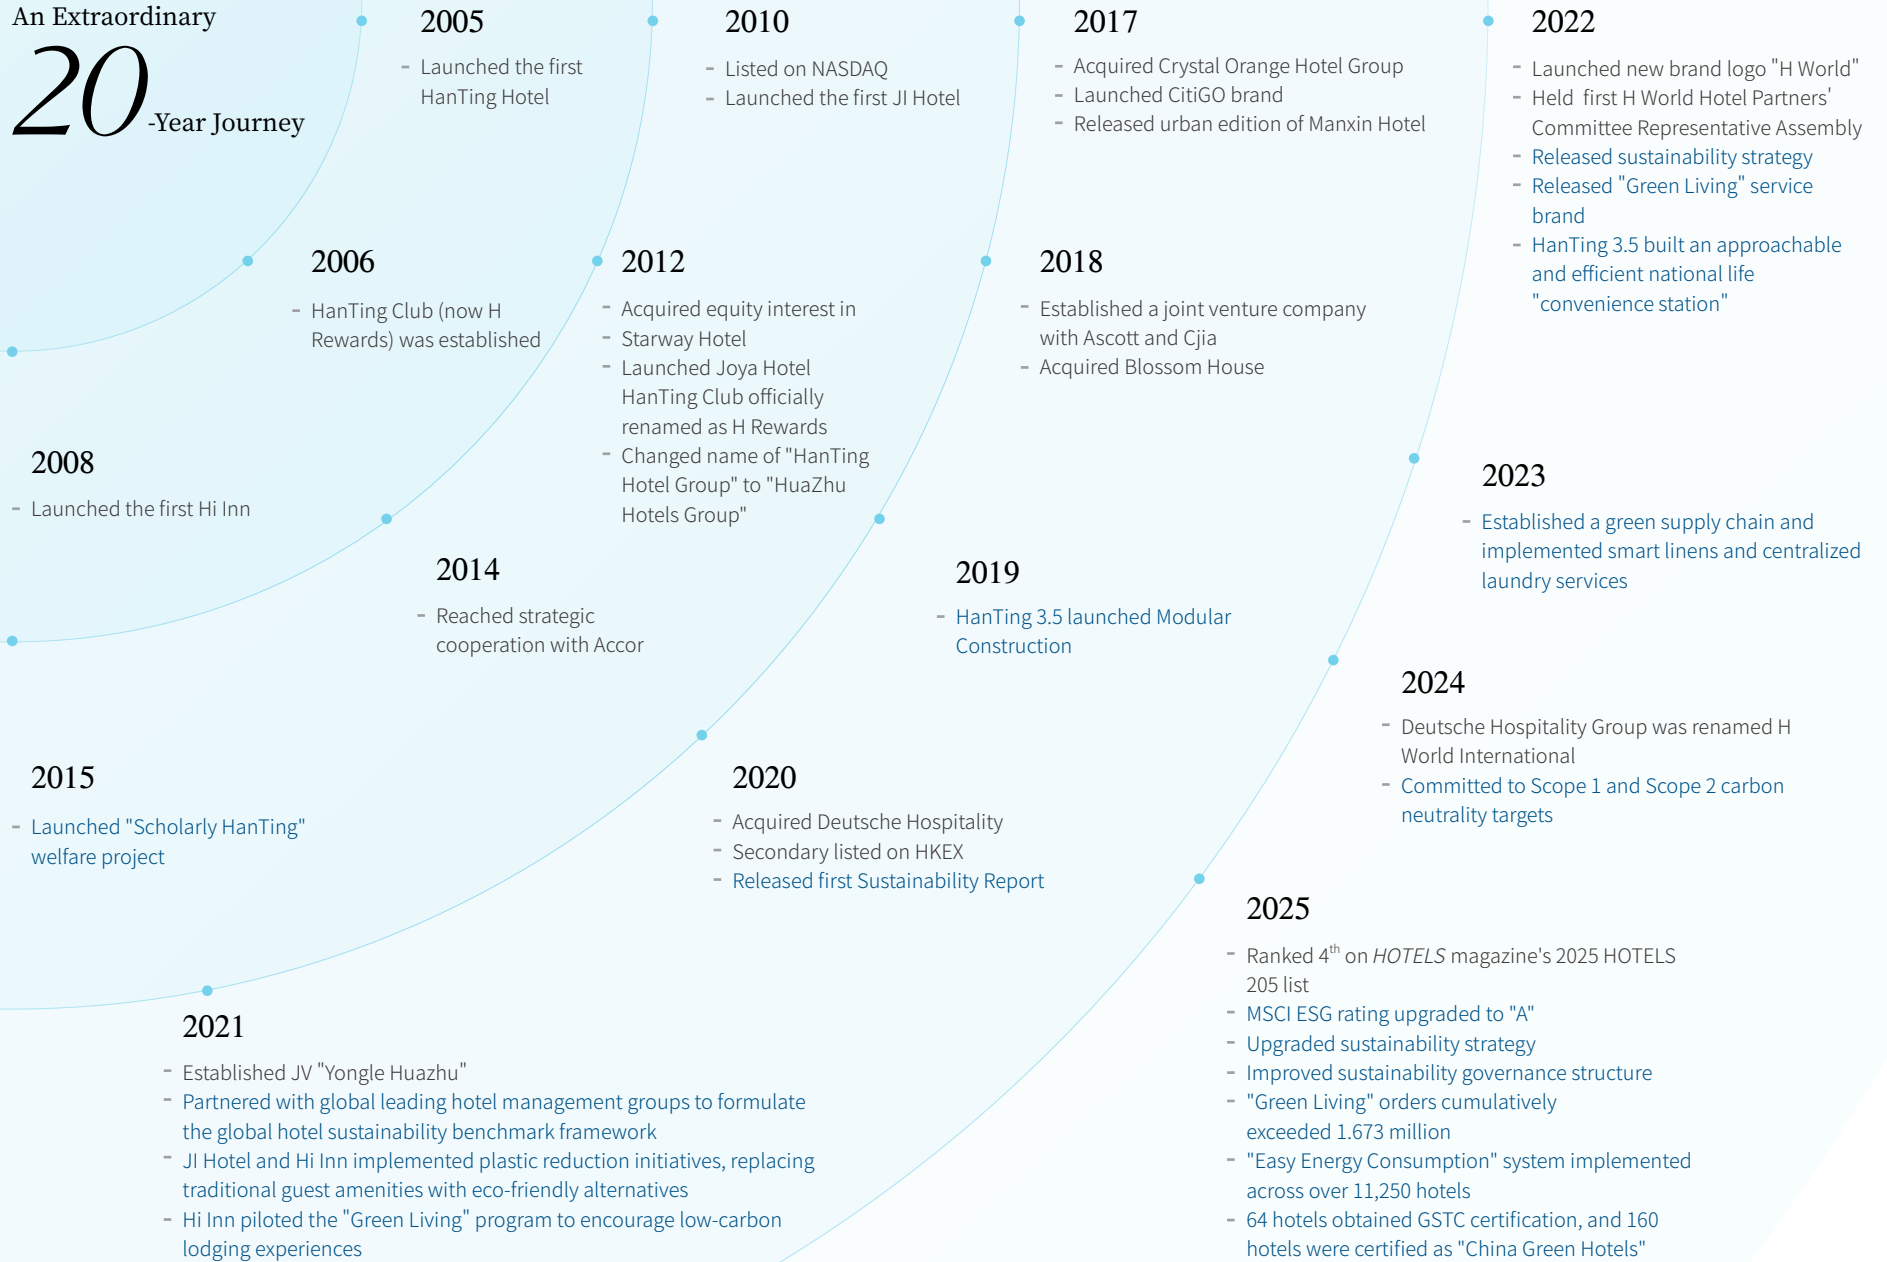 An Extraordinary
20-Year Journey
2005
- Launched the first
HanTing Hotel
2006
- HanTing Club (now H
Rewards) was established
2008
- Launched the first Hi Inn
2010
- Listed on NASDAQ
- Launched the first JI Hotel
2012
- Acquired equity interest in
- Starway Hotel
- Launched Joya Hotel
HanTing Club officially
renamed as H Rewards
- Changed name of "HanTing
Hotel Group" to "HuaZhu
Hotels Group"
2014
- Reached strategic
cooperation with Accor
2015
- Launched "Scholarly HanTing"
welfare project
2017
- Acquired Crystal Orange Hotel Group
- Launched CitiGO brand
- Released urban edition of Manxin Hotel
2018
- Established a joint venture company
with Ascott and Cjia
- Acquired Blossom House
2019
- HanTing 3.5 launched Modular
Construction
2020
- Acquired Deutsche Hospitality
- Secondary listed on HKEX
- Released first Sustainability Report
2021
- Established JV "Yongle Huazhu"
- Partnered with global leading hotel management groups to formulate
the global hotel sustainability benchmark framework
- JI Hotel and Hi Inn implemented plastic reduction initiatives, replacing
traditional guest amenities with eco-friendly alternatives
- Hi Inn piloted the "Green Living" program to encourage low-carbon
lodging experiences
2022
- Launched new brand logo "H World"
- Held first H World Hotel Partners'
Committee Representative Assembly
- Released sustainability strategy
- Released "Green Living" service
brand
- HanTing 3.5 built an approachable
and efficient national life
"convenience station"
2023
- Established a green supply chain and
implemented smart linens and centralized
laundry services
2024
- Deutsche Hospitality Group was renamed H
World International
- Committed to Scope 1 and Scope 2 carbon
neutrality targets
2025
- Ranked 4th on HOTELS magazine's 2025 HOTELS
205 list
- MSCI ESG rating upgraded to "A"
- Upgraded sustainability strategy
- Improved sustainability governance structure
- "Green Living" orders cumulatively
exceeded 1.673 million
- "Easy Energy Consumption" system implemented
across over 11,250 hotels
- 64 hotels obtained GSTC certification, and 160
hotels were certified as "China Green Hotels"